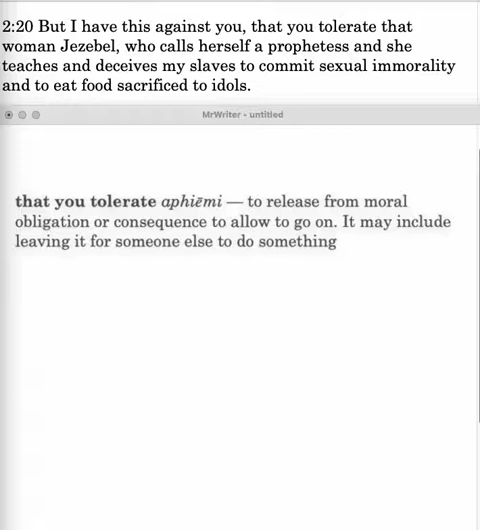 2:20 But I have this against you, that you tolerate that
woman Jezebel, who calls herself a prophetess and she
teaches and deceives my slaves to commit sexual immorality
and to eat food sacrificed to idols.
MrWriter - untitled
that you tolerate aphiēmi — to release from moral
obligation or consequence to allow to go on. It may include
leaving it for someone else to do something